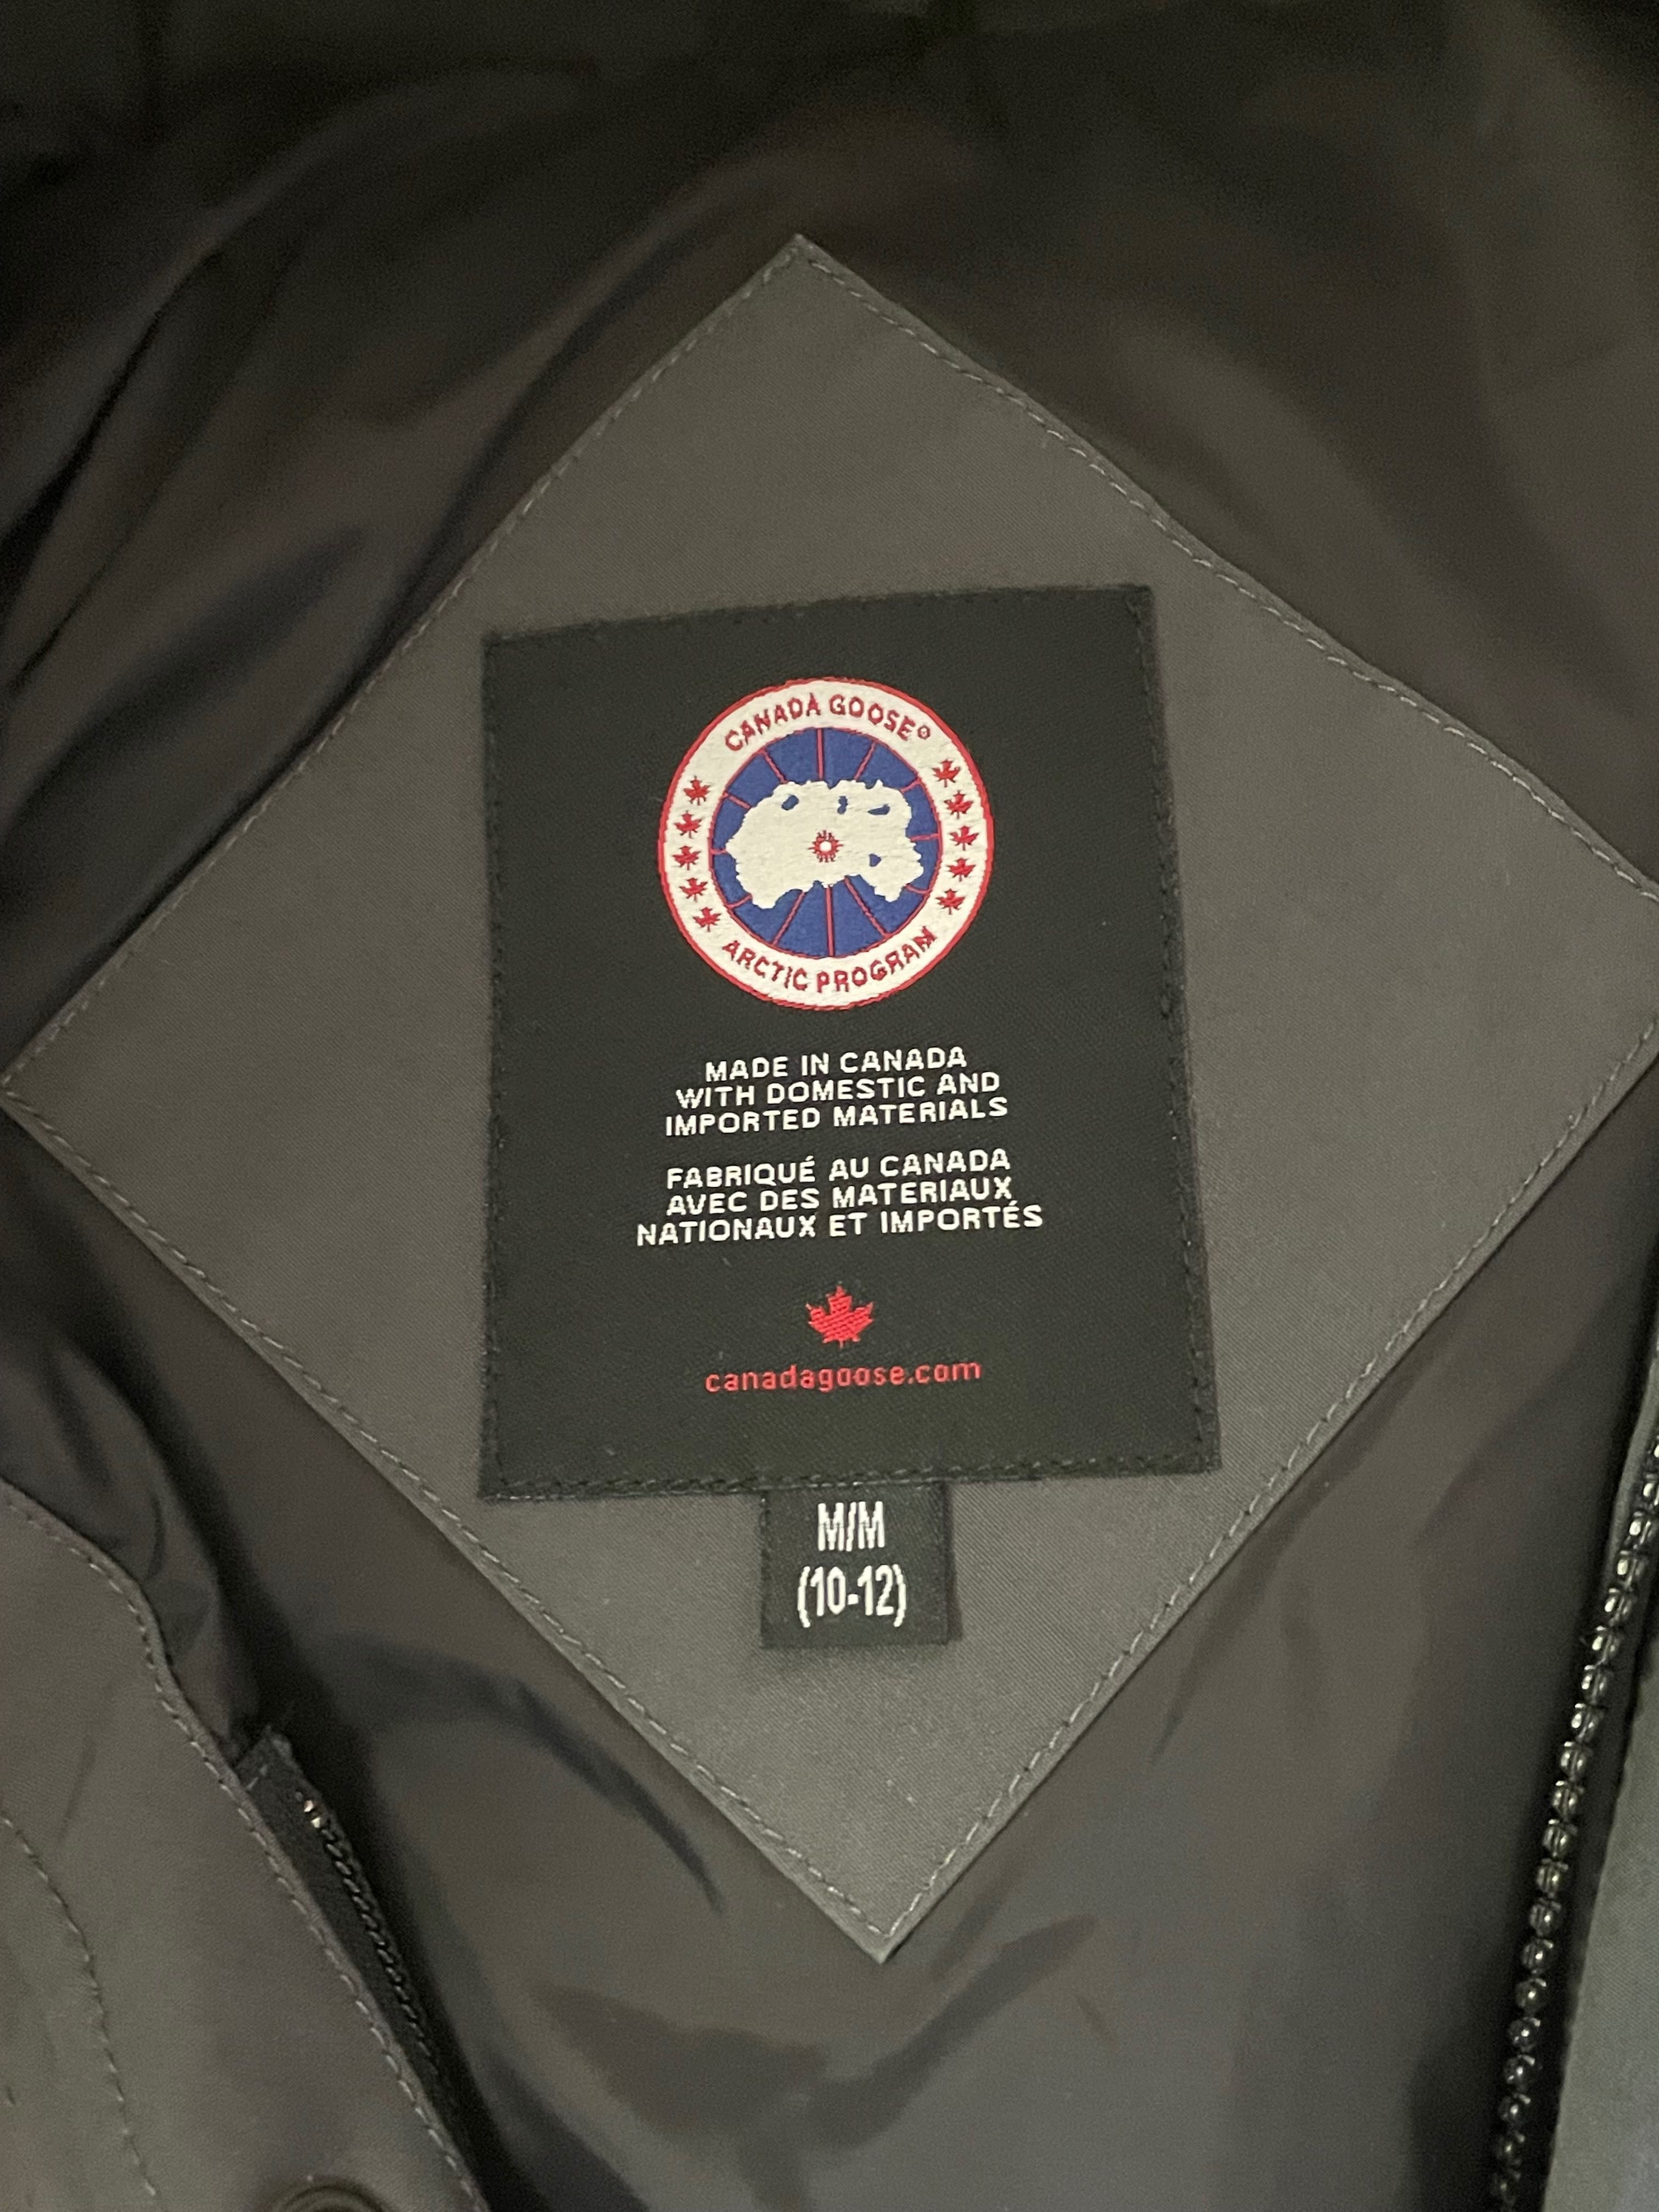 CANADA GOOSE®
ARCTIC PROGRAM
MADE IN CANADA
WITH DOMESTIC AND
IMPORTED MATERIALS
FABRIQUÉ AU CANADA
AVEC DES MATERIAUX
NATIONAUX ET IMPORTÉS
canadagoose.com
M/M
(10-12)